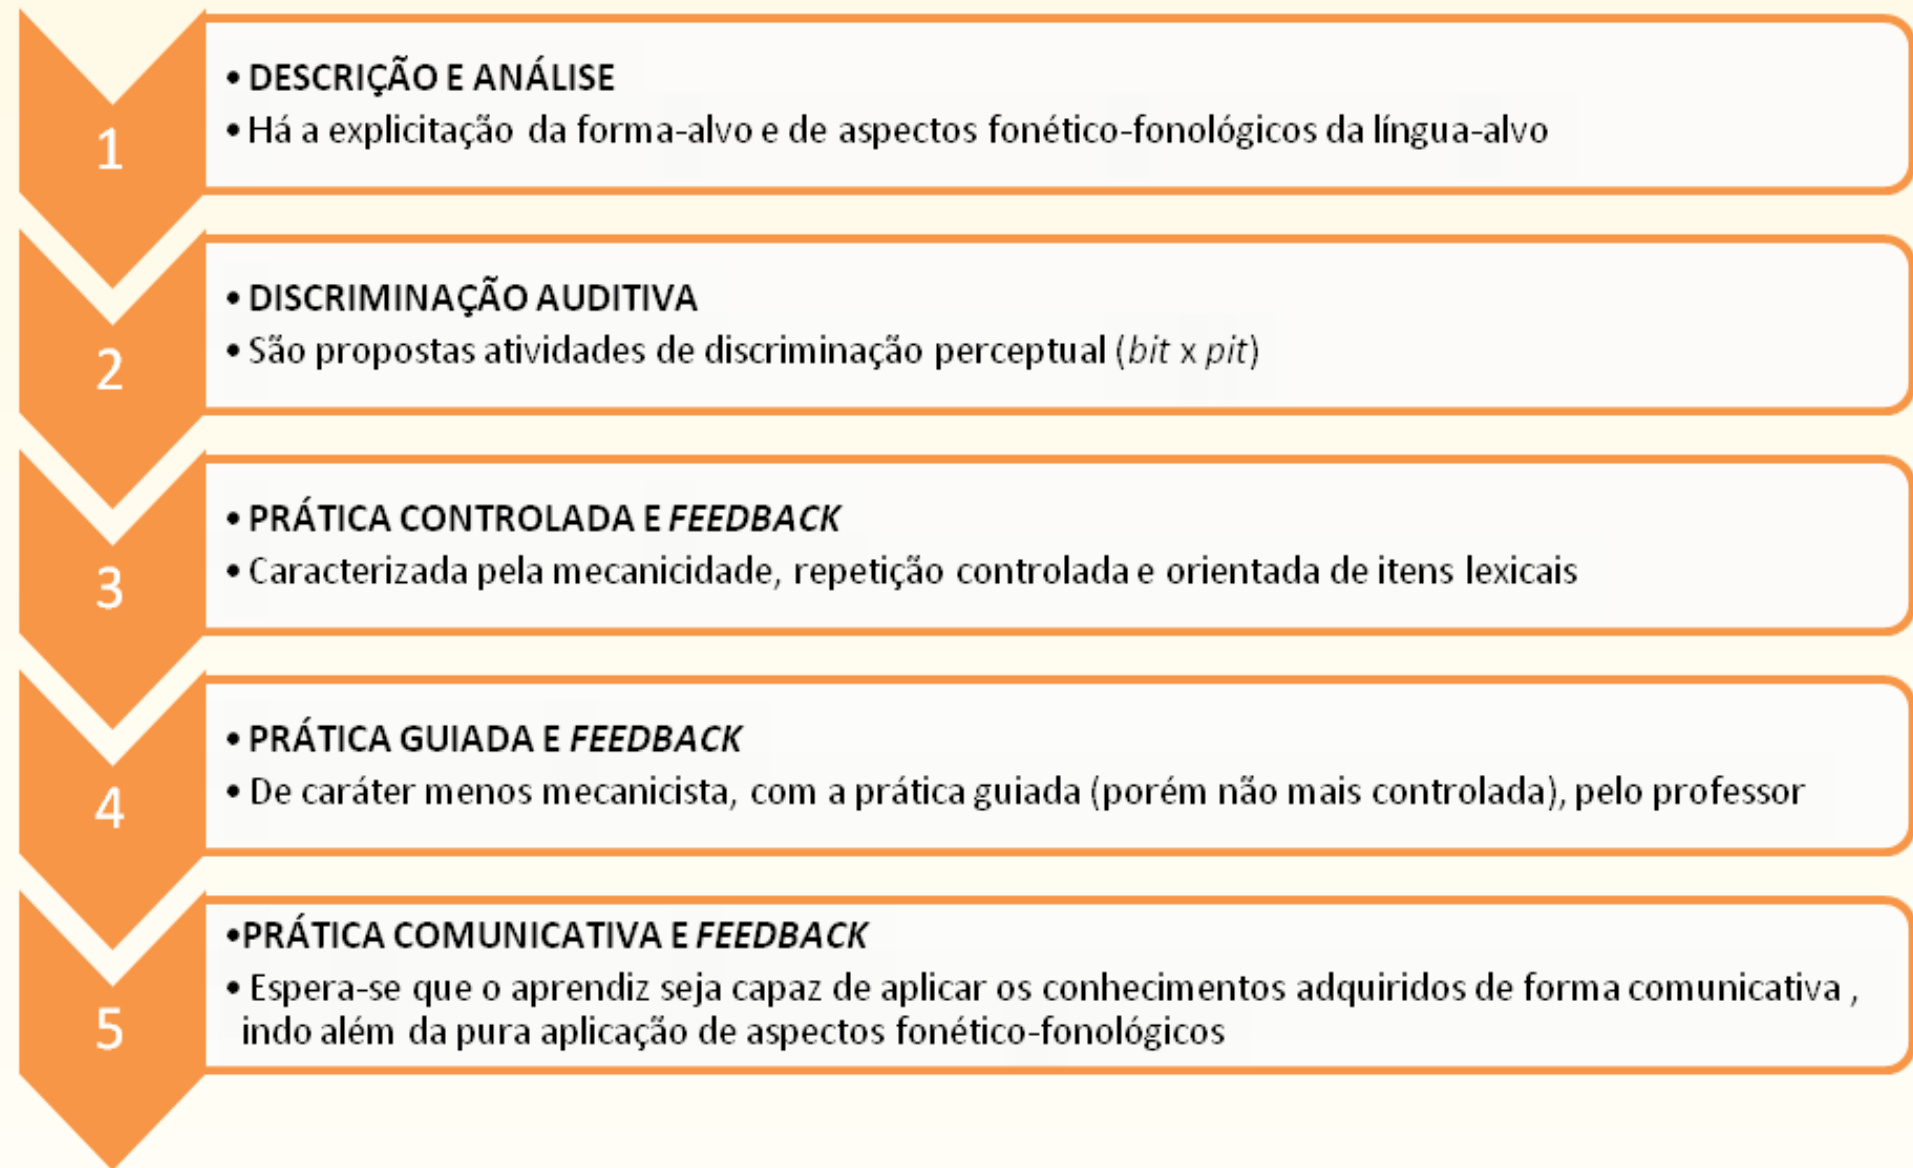 1
• DESCRIÇÃO E ANÁLISE
• Há a explicitação da forma-alvo e de aspectos fonético-fonológicos da língua-alvo
2
• DISCRIMINAÇÃO AUDITIVA
• São propostas atividades de discriminação perceptual (bit x pit)
3
• PRÁTICA CONTROLADA E FEEDBACK
• Caracterizada pela mecanicidade, repetição controlada e orientada de itens lexicais
4
• PRÁTICA GUIADA E FEEDBACK
• De caráter menos mecanicista, com a prática guiada (porém não mais controlada), pelo professor
5
•PRÁTICA COMUNICATIVA E FEEDBACK
• Espera-se que o aprendiz seja capaz de aplicar os conhecimentos adquiridos de forma comunicativa ,
indo além da pura aplicação de aspectos fonético-fonológicos